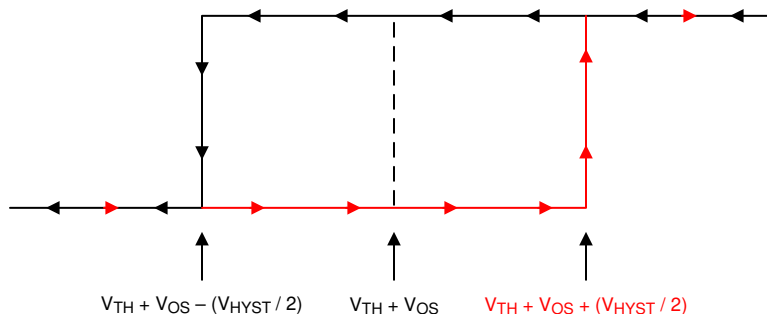 VTH + VOS – (VHYST / 2)
VTH + VOS
VTH + VOS + (VHYST / 2)